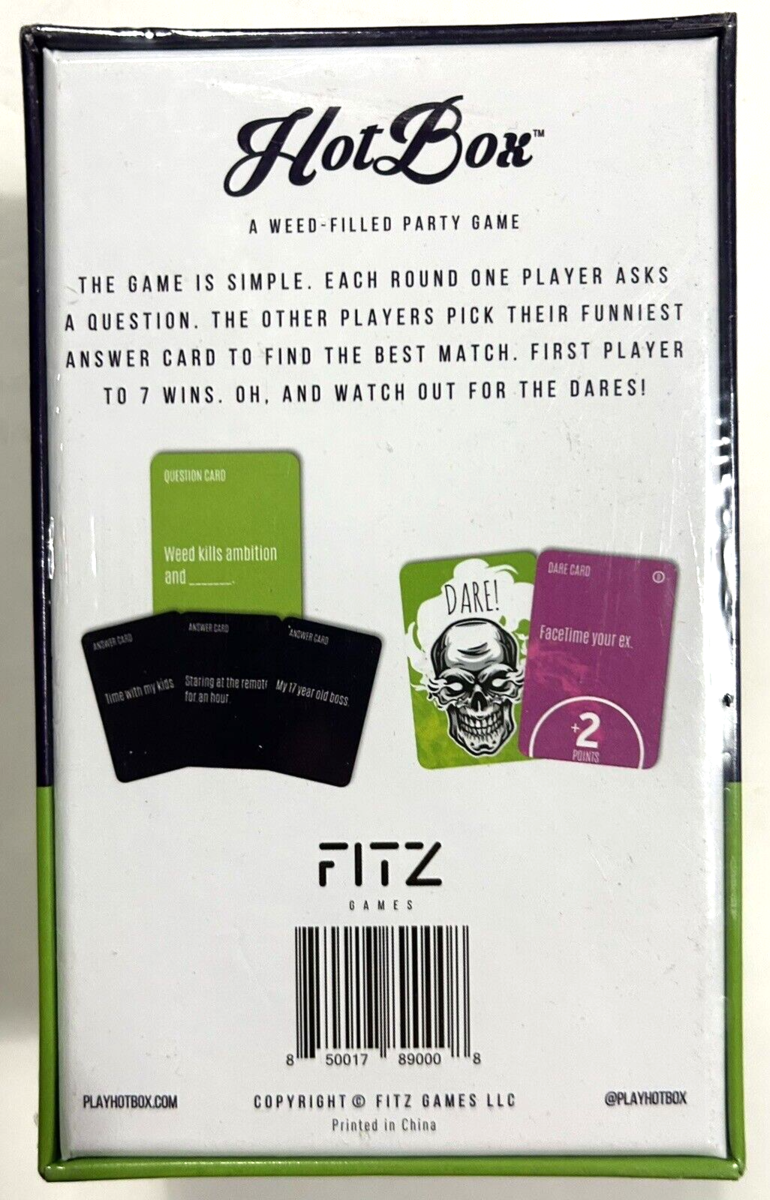 HotBox™
A WEED-FILLED PARTY GAME
THE GAME IS SIMPLE. EACH ROUND ONE PLAYER ASKS
A QUESTION. THE OTHER PLAYERS PICK THEIR FUNNIEST
ANSWER CARD TO FIND THE BEST MATCH. FIRST PLAYER
TO 7 WINS. OH, AND WATCH OUT FOR THE DARES!
QUESTION CARD
Weed kills ambition
and _______.
ANSWER CARD
Time with my kids
ANSWER CARD
Staring at the remote
for an hour
ANSWER CARD
My 17 year old boss
DARE!
DARE CARD
FaceTime your ex.
+2
POINTS
FITZ
GAMES
8 50017 89000 8
PLAYHOTBOX.COM
COPYRIGHT © FITZ GAMES LLC
@PLAYHOTBOX
Printed in China